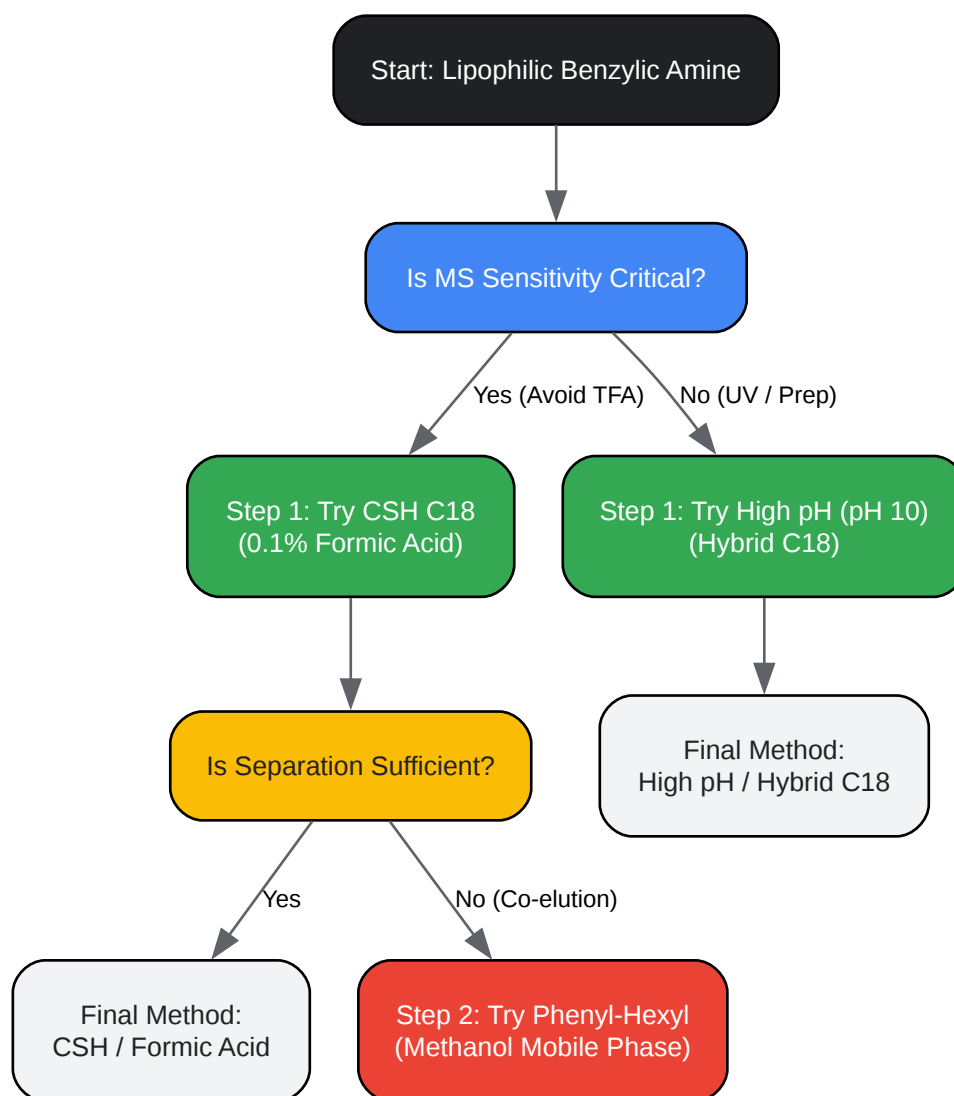 Start: Lipophilic Benzylic Amine
Is MS Sensitivity Critical?
Yes (Avoid TFA)
No (UV / Prep)
Step 1: Try CSH C18
(0.1% Formic Acid)
Step 1: Try High pH (pH 10)
(Hybrid C18)
Is Separation Sufficient?
Final Method:
High pH / Hybrid C18
Yes
No (Co-elution)
Final Method:
CSH / Formic Acid
Step 2: Try Phenyl-Hexyl
(Methanol Mobile Phase)